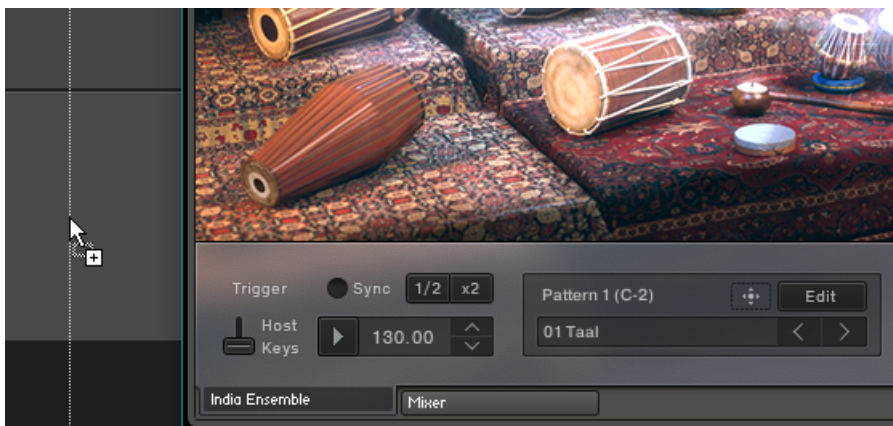 Trigger Sync 1/2 x2
Host
Keys
130.00
Pattern 1 (C-2) Edit
01 Taal
India Ensemble Mixer